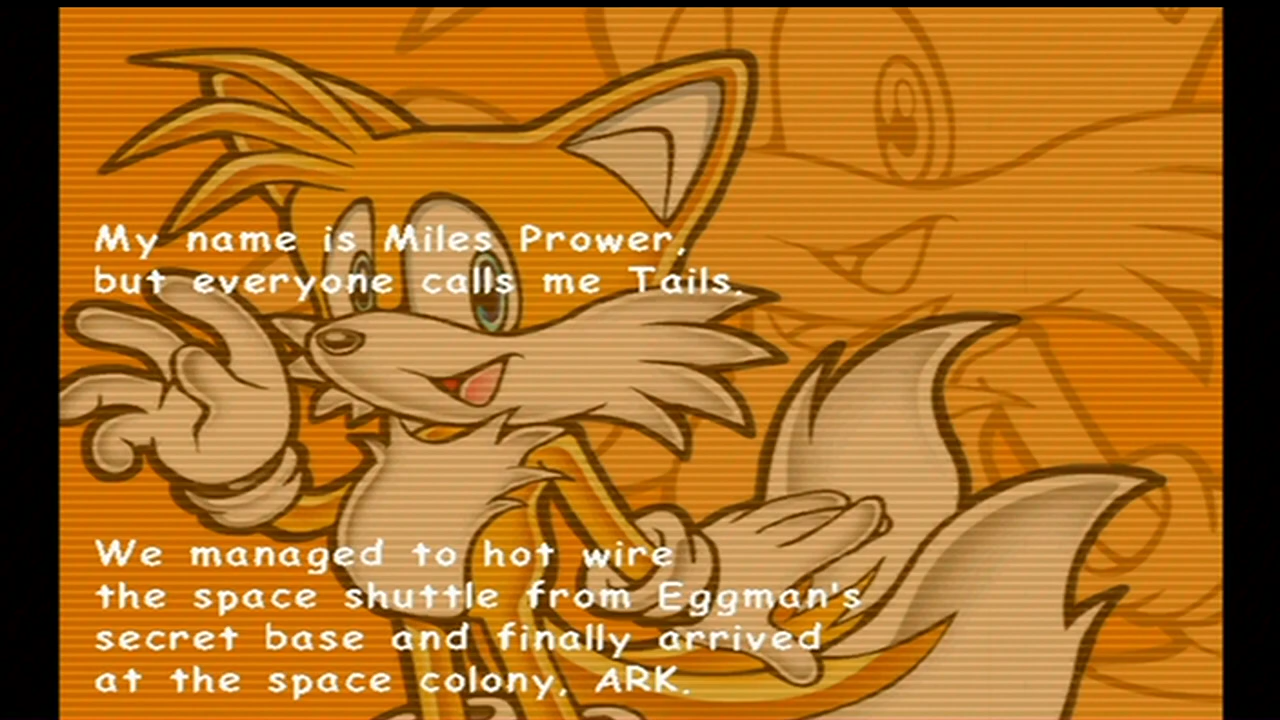 My name is Miles Prower,
but everyone calls me Tails.
We managed to hot wire
the space shuttle from Eggman's
secret base and finally arrived
at the space colony, ARK.